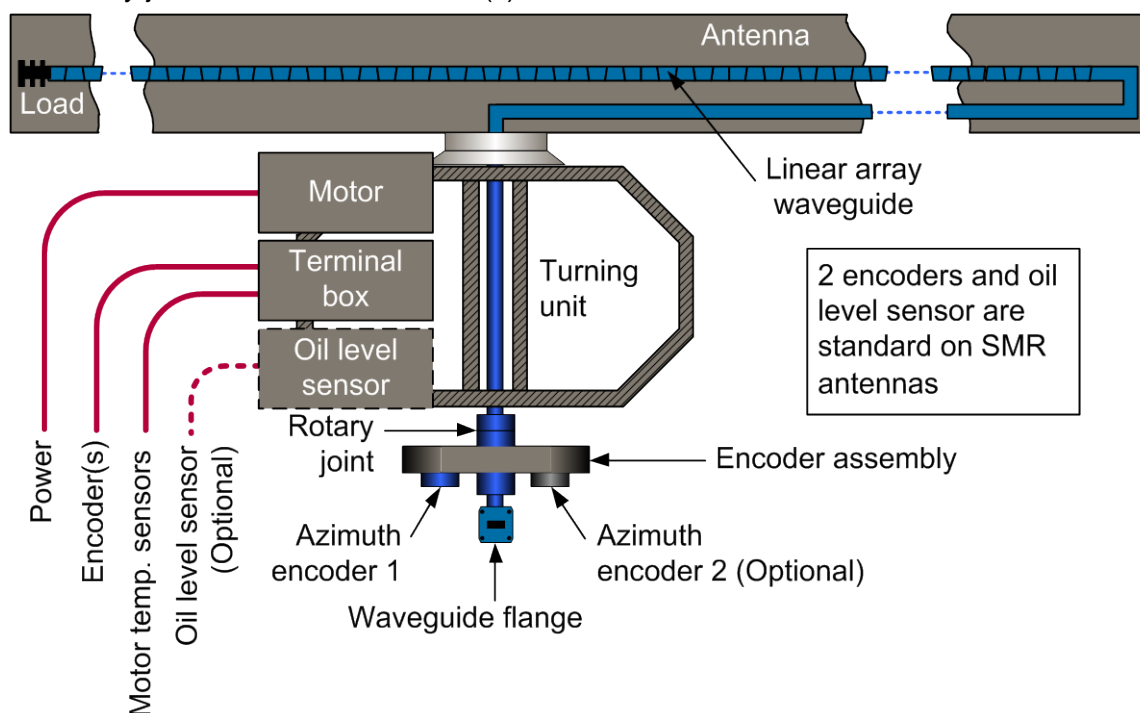 Antenna
Load
Linear array
waveguide
Motor
Terminal
box
Oil level
sensor
Turning
unit
2 encoders and oil
level sensor are
standard on SMR
antennas
Rotary
joint
Encoder assembly
Azimuth
encoder 1
Azimuth
encoder 2 (Optional)
Waveguide flange
Power
Encoder(s)
Motor temp. sensors
Oil level sensor
(Optional)